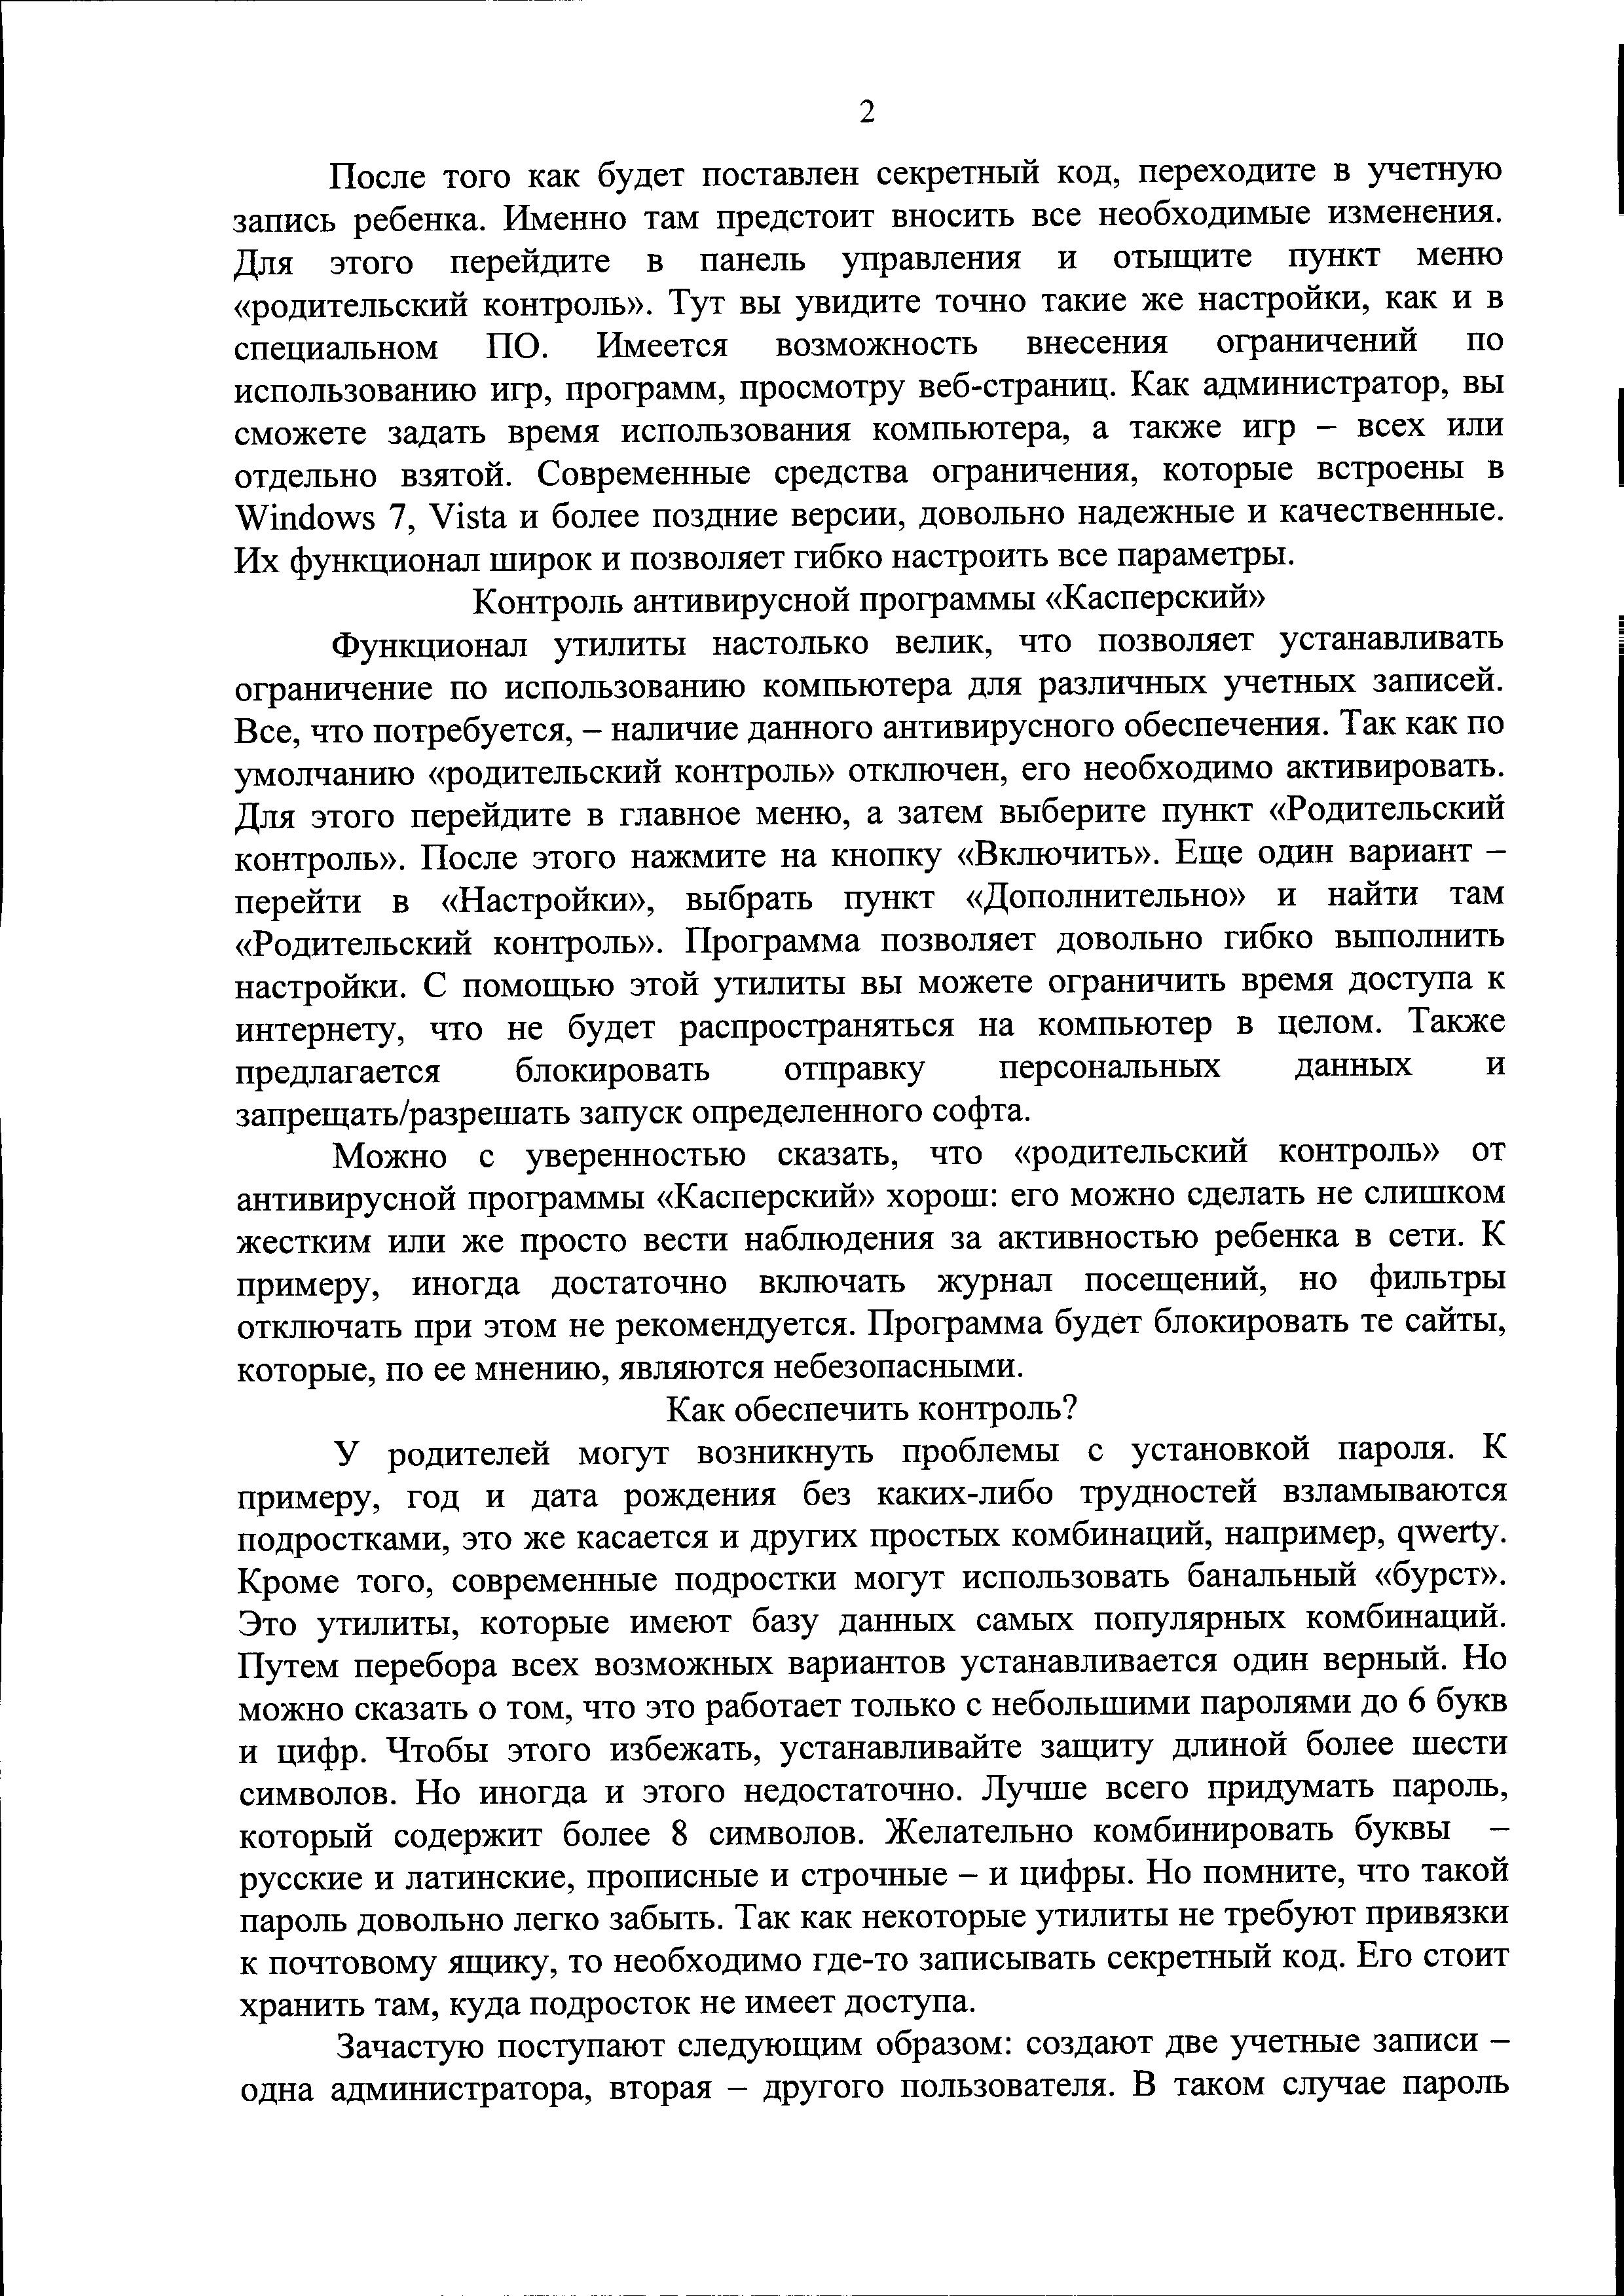 2
После того как будет поставлен секретный код, переходите в учетную
запись ребенка. Именно там предстоит вносить все необходимые изменения.
Для этого перейдите в панель управления и отыщите пункт меню
«родительский контроль». Тут вы увидите точно такие же настройки, как и в
специальном ПО. Имеется возможность внесения ограничений по
использованию игр, программ, просмотру веб-страниц. Как администратор, вы
сможете задать время использования компьютера, а также игр – всех или
отдельно взятой. Современные средства ограничения, которые встроены в
Windows 7, Vista и более поздние версии, довольно надежные и качественные.
Их функционал широк и позволяет гибко настроить все параметры.
Контроль антивирусной программы «Касперский»
Функционал утилиты настолько велик, что позволяет устанавливать
ограничение по использованию компьютера для различных учетных записей.
Все, что потребуется, – наличие данного антивирусного обеспечения. Так как по
умолчанию «родительский контроль» отключен, его необходимо активировать.
Для этого перейдите в главное меню, а затем выберите пункт «Родительский
контроль». После этого нажмите на кнопку «Включить». Еще один вариант –
перейти в «Настройки», выбрать пункт «Дополнительно» и найти там
«Родительский контроль». Программа позволяет довольно гибко выполнить
настройки. С помощью этой утилиты вы можете ограничить время доступа к
интернету, что не будет распространяться на компьютер в целом. Также
предлагается блокировать отправку персональных данных и
запрещать/разрешать запуск определенного софта.
Можно с уверенностью сказать, что «родительский контроль» от
антивирусной программы «Касперский» хорош: его можно сделать не слишком
жестким или же просто вести наблюдения за активностью ребенка в сети. К
примеру, иногда достаточно включать журнал посещений, но фильтры
отключать при этом не рекомендуется. Программа будет блокировать те сайты,
которые, по ее мнению, являются небезопасными.
Как обеспечить контроль?
У родителей могут возникнуть проблемы с установкой пароля. К
примеру, год и дата рождения без каких-либо трудностей взламываются
подростками, это же касается и других простых комбинаций, например, qwerty.
Кроме того, современные подростки могут использовать банальный «бурст».
Это утилиты, которые имеют базу данных самых популярных комбинаций.
Путем перебора всех возможных вариантов устанавливается один верный. Но
можно сказать о том, что это работает только с небольшими паролями до 6 букв
и цифр. Чтобы этого избежать, устанавливайте защиту длиной более шести
символов. Но иногда и этого недостаточно. Лучше всего придумать пароль,
который содержит более 8 символов. Желательно комбинировать буквы –
русские и латинские, прописные и строчные – и цифры. Но помните, что такой
пароль довольно легко забыть. Так как некоторые утилиты не требуют привязки
к почтовому ящику, то необходимо где-то записывать секретный код. Его стоит
хранить там, куда подросток не имеет доступа.
Зачастую поступают следующим образом: создают две учетные записи –
одна администратора, вторая – другого пользователя. В таком случае пароль